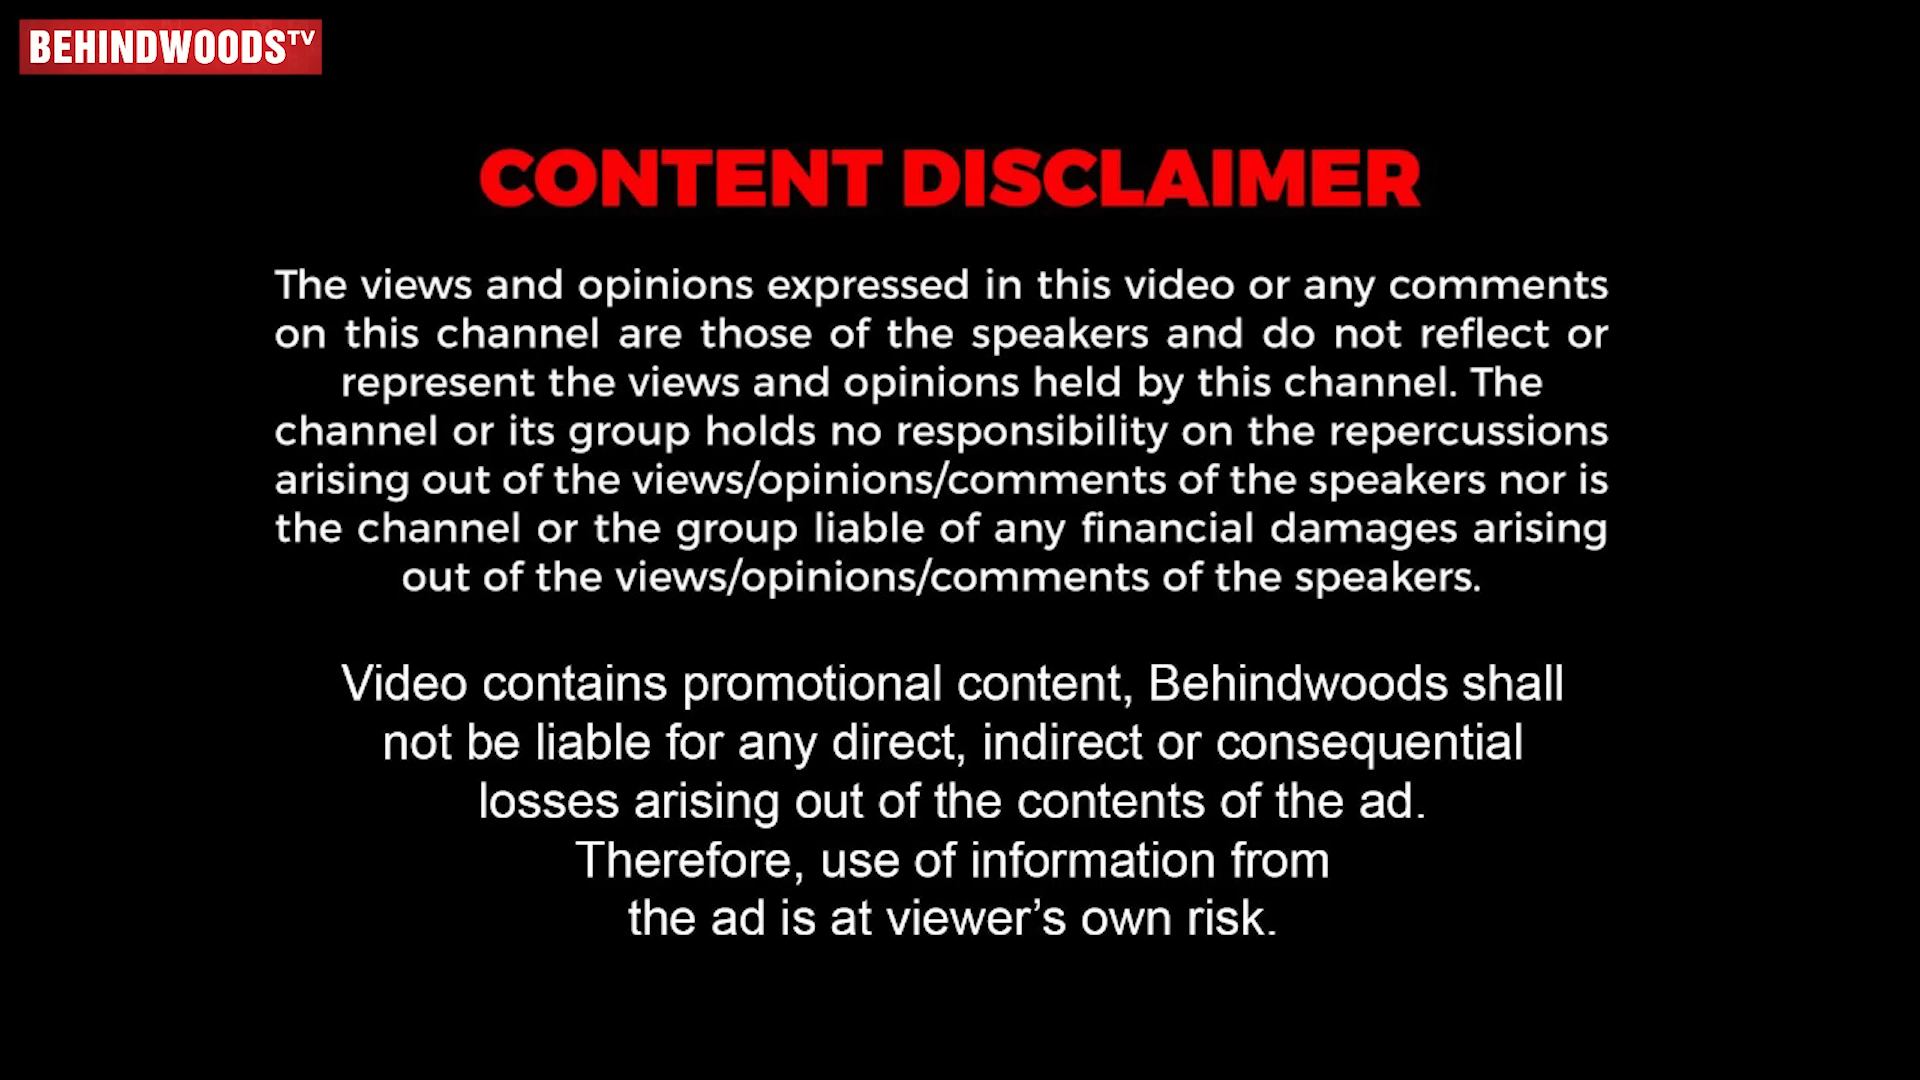 BEHINDWOODS TV
CONTENT DISCLAIMER
The views and opinions expressed in this video or any comments
on this channel are those of the speakers and do not reflect or
represent the views and opinions held by this channel. The
channel or its group holds no responsibility on the repercussions
arising out of the views/opinions/comments of the speakers nor is
the channel or the group liable of any financial damages arising
out of the views/opinions/comments of the speakers.
Video contains promotional content, Behindwoods shall
not be liable for any direct, indirect or consequential
losses arising out of the contents of the ad.
Therefore, use of information from
the ad is at viewer’s own risk.